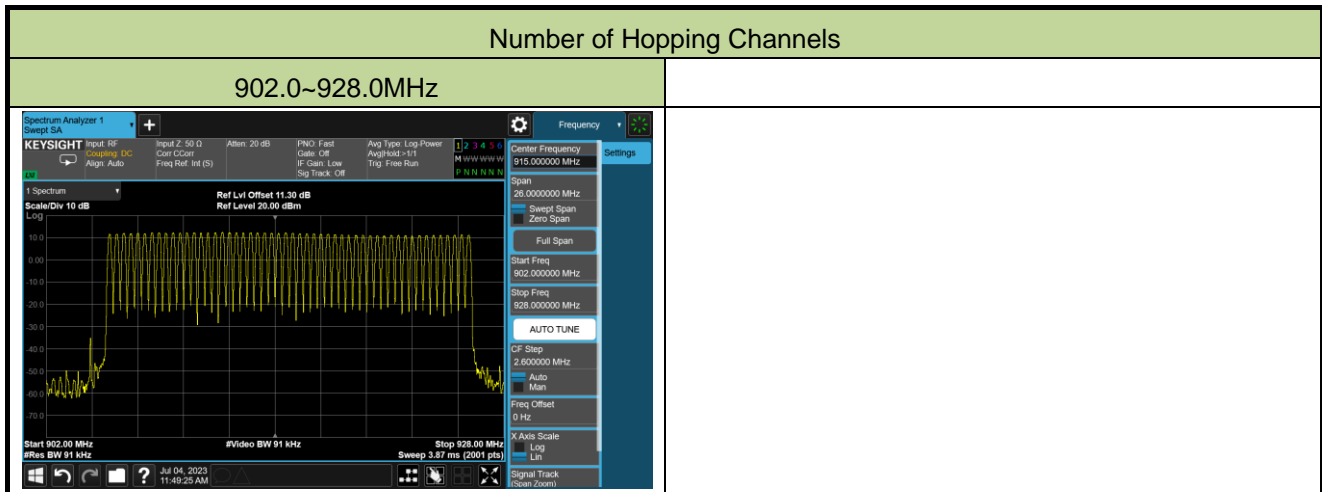 Number of Hopping Channels
902.0~928.0MHz
Spectrum Analyzer 1
Swept SA
+
Frequency
KEYSIGHT
Input: RF
Coupling: DC
Align: Auto
Input Z: 50 Ω
Corr CCorr
Freq Ref: Int (S)
Atten: 20 dB
PNO: Fast
Gate: Off
IF Gain: Low
Sig Track: Off
Avg Type: Log-Power
Avg|Hold:>1/1
Trig: Free Run
1 2 3 4 5 6
M W W W W W
P N N N N N
LXI
1 Spectrum
Scale/Div 10 dB
Log
Ref Lvl Offset 11.30 dB
Ref Level 20.00 dBm
10.0
0.00
-10.0
-20.0
-30.0
-40.0
-50.0
-60.0
-70.0
Start 902.00 MHz
#Res BW 91 kHz
#Video BW 91 kHz
Stop 928.00 MHz
Sweep 3.87 ms (2001 pts)
Settings
Center Frequency
915.000000 MHz
Span
26.0000000 MHz
Swept Span
Zero Span
Full Span
Start Freq
902.000000 MHz
Stop Freq
928.000000 MHz
AUTO TUNE
CF Step
2.600000 MHz
Auto
Man
Freq Offset
0 Hz
X Axis Scale
Log
Lin
Signal Track
(Span Zoom)
?
Jul 04, 2023
11:49:25 AM